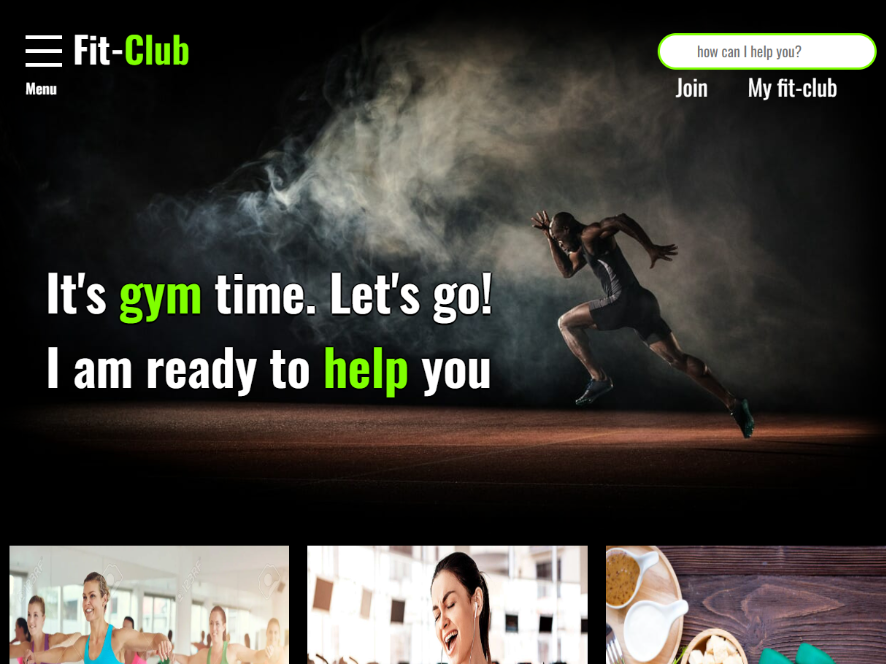 Fit-Club
how can I help you?
Menu
Join
My fit-club
It's gym time. Let's go!
I am ready to help you